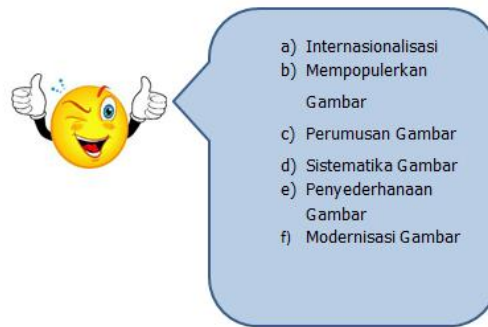 a) Internasionalisasi
b) Mempopulerkan
Gambar
c) Perumusan Gambar
d) Sistematika Gambar
e) Penyederhanaan
Gambar
f) Modernisasi Gambar